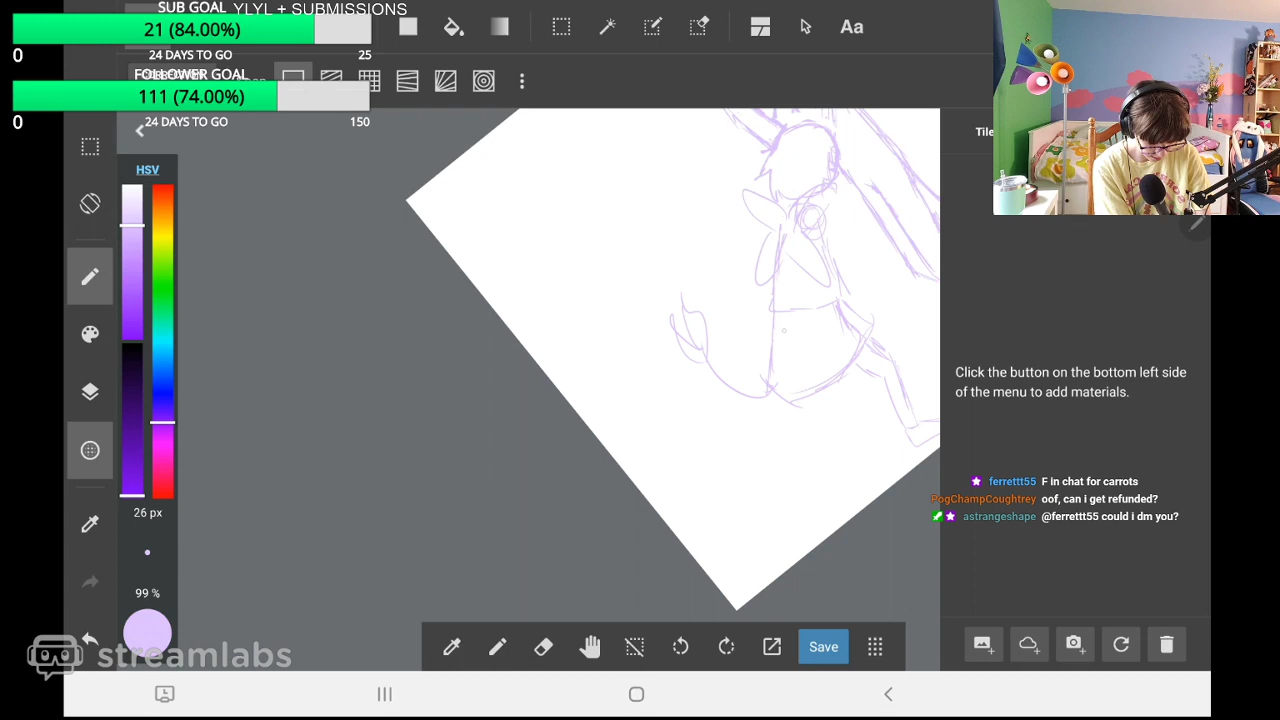 SUB GOAL
YLYL + SUBMISSIONS
21 (84.00%)
0
24 DAYS TO GO
25
FOLLOWER GOAL
111 (74.00%)
0
24 DAYS TO GO
150
Aa
HSV
26 px
99 %
Tile
Click the button on the bottom left side
of the menu to add materials.
ferrettt55 F in chat for carrots
PogChampCoughtrey oof, can i get refunded?
astrangeshape @ferrettt55 could i dm you?
Save
streamlabs